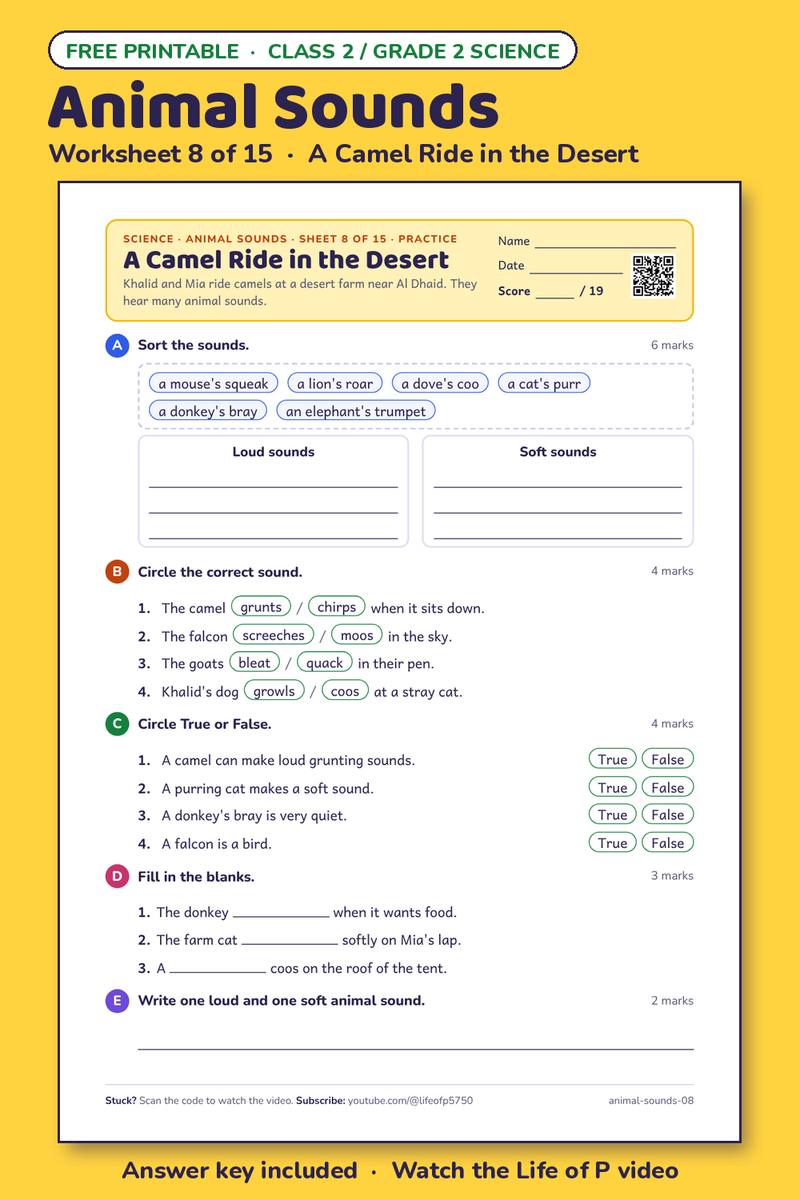 FREE PRINTABLE · CLASS 2 / GRADE 2 SCIENCE
Animal Sounds
Worksheet 8 of 15 · A Camel Ride in the Desert
SCIENCE · ANIMAL SOUNDS · SHEET 8 OF 15 · PRACTICE
A Camel Ride in the Desert
Khalid and Mia ride camels at a desert farm near Al Dhaid. They
hear many animal sounds.
Name
Date
Score / 19
A Sort the sounds. 6 marks
a mouse's squeak a lion's roar a dove's coo a cat's purr
a donkey's bray an elephant's trumpet
Loud sounds Soft sounds
B Circle the correct sound. 4 marks
1. The camel grunts / chirps when it sits down.
2. The falcon screeches / moos in the sky.
3. The goats bleat / quack in their pen.
4. Khalid's dog growls / coos at a stray cat.
C Circle True or False. 4 marks
1. A camel can make loud grunting sounds. True False
2. A purring cat makes a soft sound. True False
3. A donkey's bray is very quiet. True False
4. A falcon is a bird. True False
D Fill in the blanks. 3 marks
1. The donkey ____________ when it wants food.
2. The farm cat ____________ softly on Mia's lap.
3. A ____________ coos on the roof of the tent.
E Write one loud and one soft animal sound. 2 marks
Stuck? Scan the code to watch the video. Subscribe: youtube.com/@lifeofp5750 animal-sounds-08
Answer key included · Watch the Life of P video